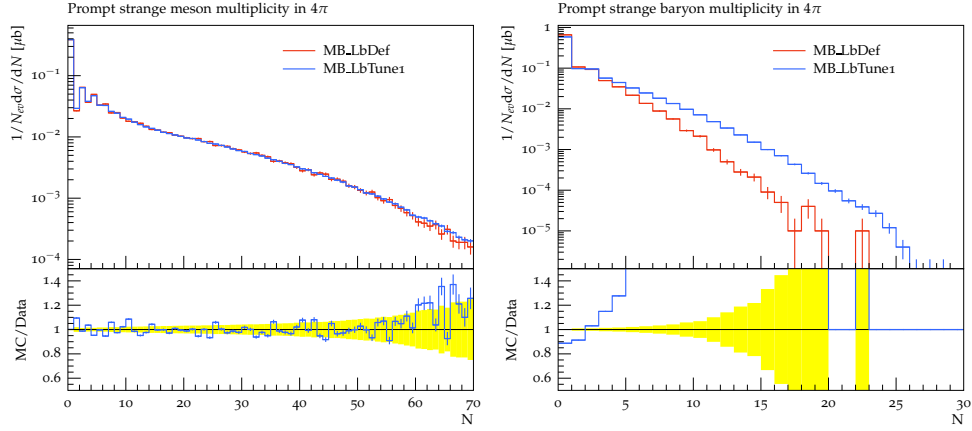 Prompt strange meson multiplicity in 4π
1/N_ev dσ/dN [μb]
MB_LbDef
MB_LbTune1
10⁻¹
10⁻²
10⁻³
10⁻⁴
MC/Data
1.4
1.2
1
0.8
0.6
0 10 20 30 40 50 60 70
N
Prompt strange baryon multiplicity in 4π
1/N_ev dσ/dN [μb]
MB_LbDef
MB_LbTune1
1
10⁻¹
10⁻²
10⁻³
10⁻⁴
10⁻⁵
MC/Data
1.4
1.2
1
0.8
0.6
0 5 10 15 20 25 30
N